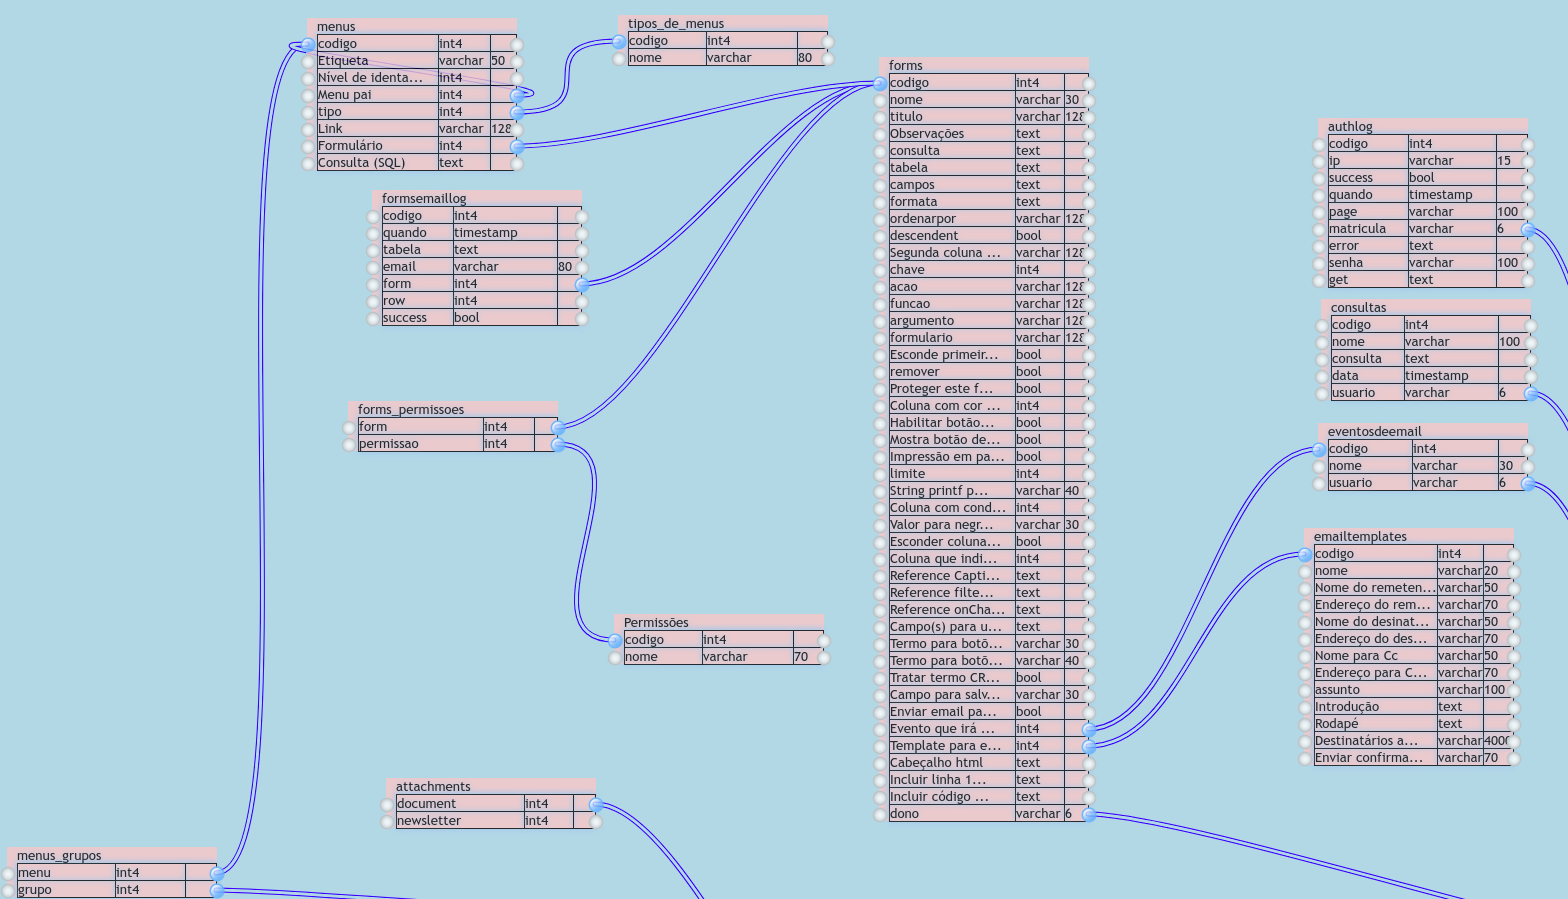 menus
codigo int4
Etiqueta varchar 50
Nível de identa... int4
Menu pai int4
tipo int4
Link varchar 128
Formulário int4
Consulta (SQL) text
tipos_de_menus
codigo int4
nome varchar 80
formsemaillog
codigo int4
quando timestamp
tabela text
email varchar 80
form int4
row int4
success bool
forms_permissoes
form int4
permissao int4
Permissões
codigo int4
nome varchar 70
attachments
document int4
newsletter int4
menus_grupos
menu int4
grupo int4
forms
codigo int4
nome varchar 30
titulo varchar 128
Observações text
consulta text
tabela text
campos text
formata text
ordenarpor varchar 128
descendent bool
Segunda coluna ... varchar 128
chave int4
acao varchar 128
funcao varchar 128
argumento varchar 128
formulario varchar 128
Esconde primeir... bool
remover bool
Proteger este f... bool
Coluna com cor ... int4
Habilitar botão... bool
Mostra botão de... bool
Impressão em pa... bool
limite int4
String printf p... varchar 40
Coluna com cond... int4
Valor para negr... varchar 30
Esconder coluna... bool
Coluna que indi... int4
Reference Capti... text
Reference filte... text
Reference onCha... text
Campo(s) para u... text
Termo para botõ... varchar 30
Termo para botõ... varchar 40
Tratar termo CR... bool
Campo para salv... varchar 30
Enviar email pa... bool
Evento que irá ... int4
Template para e... int4
Cabeçalho html text
Incluir linha 1... text
Incluir código ... text
dono varchar 6
authlog
codigo int4
ip varchar 15
success bool
quando timestamp
page varchar 100
matricula varchar 6
error text
senha varchar 100
get text
consultas
codigo int4
nome varchar 100
consulta text
data timestamp
usuario varchar 6
eventosdeemail
codigo int4
nome varchar 30
usuario varchar 6
emailtemplates
codigo int4
nome varchar 20
Nome do remeten... varchar 50
Endereço do rem... varchar 70
Nome do desinat... varchar 50
Endereço do des... varchar 70
Nome para Cc varchar 50
Endereço para C... varchar 70
assunto varchar 100
Introdução text
Rodapé text
Destinatários a... varchar 4000
Enviar confirma... varchar 70